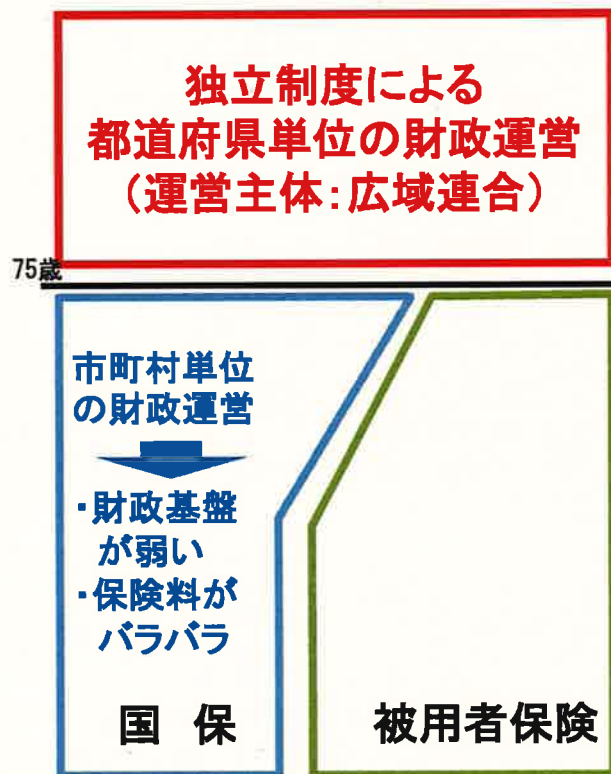 独立制度による
都道府県単位の財政運営
(運営主体:広域連合)
75歳
市町村単位
の財政運営
・財政基盤
が弱い
・保険料が
バラバラ
国 保
被用者保険